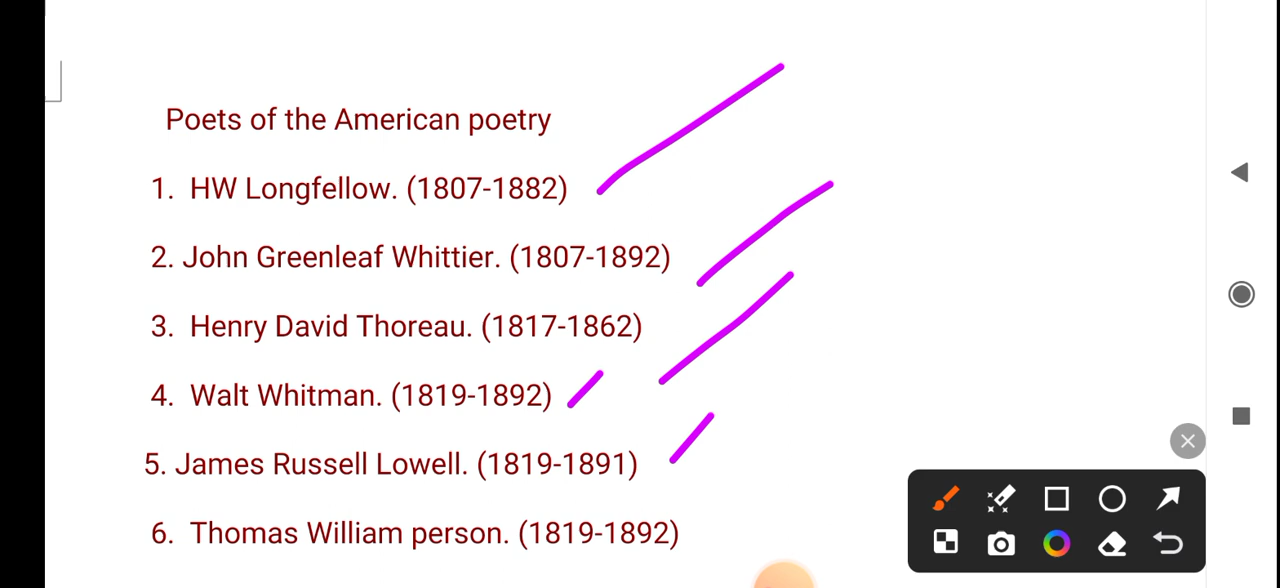 Poets of the American poetry
1. HW Longfellow. (1807-1882)
2. John Greenleaf Whittier. (1807-1892)
3. Henry David Thoreau. (1817-1862)
4. Walt Whitman. (1819-1892)
5. James Russell Lowell. (1819-1891)
6. Thomas William person. (1819-1892)